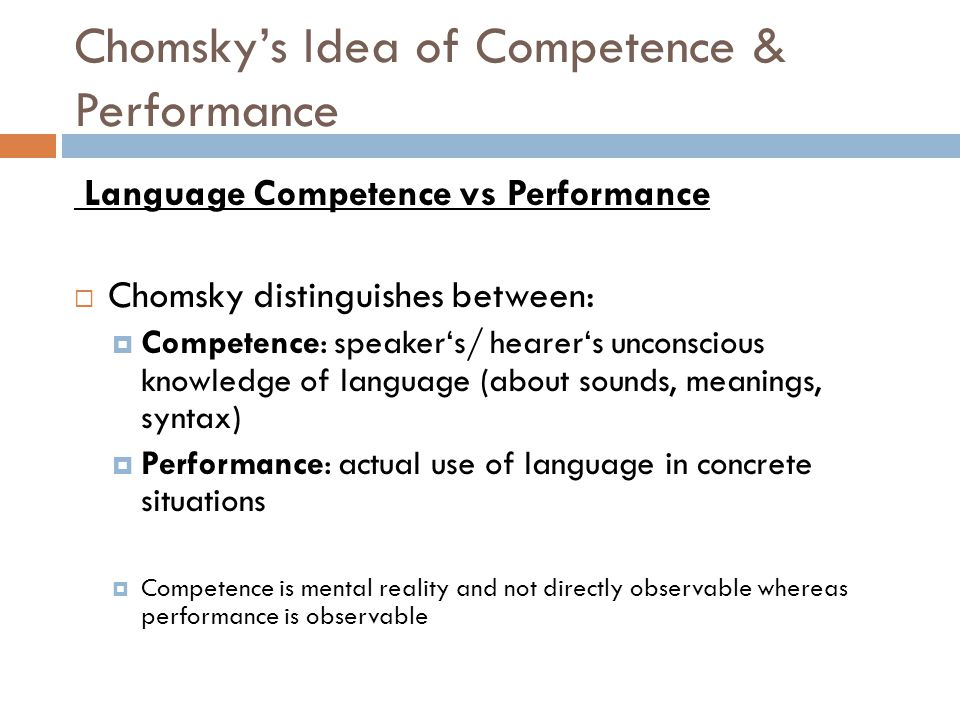 Chomsky’s Idea of Competence &
Performance
Language Competence vs Performance
Chomsky distinguishes between:
Competence: speaker‘s/ hearer‘s unconscious
knowledge of language (about sounds, meanings,
syntax)
Performance: actual use of language in concrete
situations
Competence is mental reality and not directly observable whereas
performance is observable